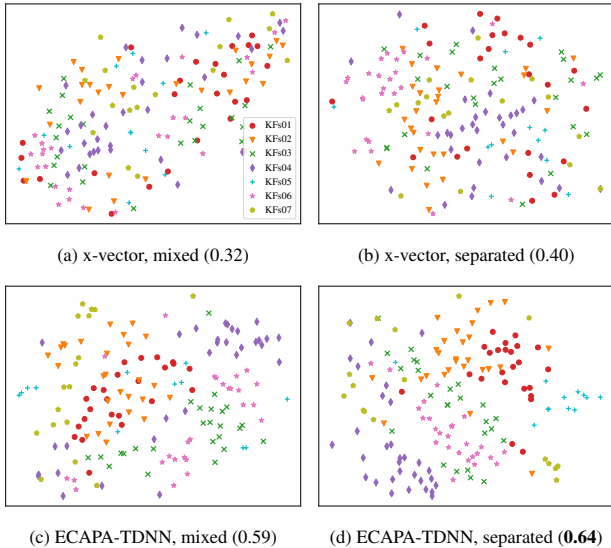 KFs01
KFs02
KFs03
KFs04
KFs05
KFs06
KFs07
(a) x-vector, mixed (0.32)
(b) x-vector, separated (0.40)
(c) ECAPA-TDNN, mixed (0.59)
(d) ECAPA-TDNN, separated (0.64)